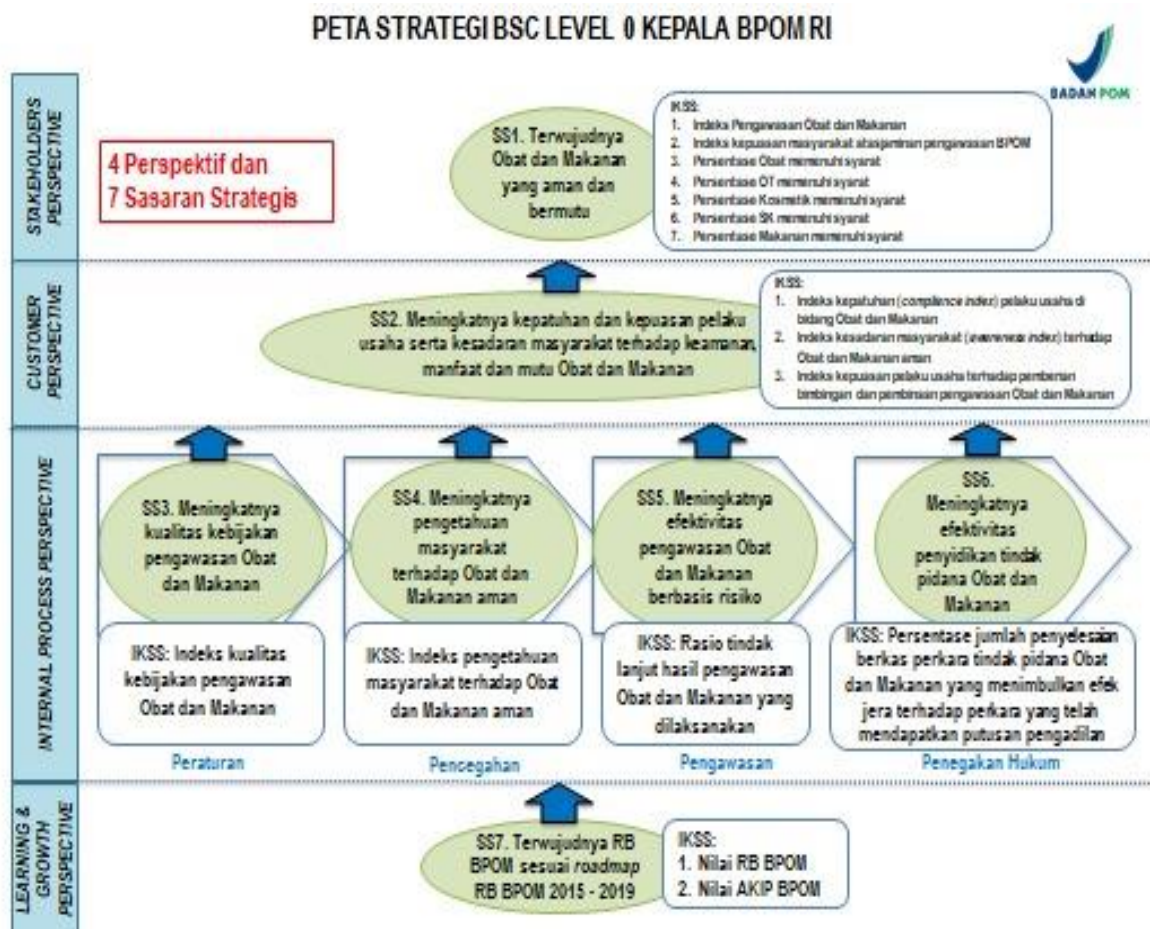 PETA STRATEGI BSC LEVEL 0 KEPALA BPOM RI
BADAN POM
STAKEHOLDERS
PERSPECTIVE
4 Perspektif dan
7 Sasaran Strategis
SS1. Terwujudnya
Obat dan Makanan
yang aman dan
bermutu
IKSS:
1. Indeks Pengawasan Obat dan Makanan
2. Indeks kepuasan masyarakat atas jaminan pengawasan BPOM
3. Persentase Obat memenuhi syarat
4. Persentase OT memenuhi syarat
5. Persentase Kosmetik memenuhi syarat
6. Persentase SK memenuhi syarat
7. Persentase Makanan memenuhi syarat
CUSTOMER
PERSPECTIVE
SS2. Meningkatnya kepatuhan dan kepuasan pelaku
usaha serta kesadaran masyarakat terhadap keamanan,
manfaat dan mutu Obat dan Makanan
IKSS:
1. Indeks kepatuhan (compliance index) pelaku usaha di
bidang Obat dan Makanan
2. Indeks kesadaran masyarakat (awareness index) terhadap
Obat dan Makanan aman
3. Indeks kepuasan pelaku usaha terhadap pemberian
bimbingan dan pembinaan pengawasan Obat dan Makanan
INTERNAL PROCESS PERSPECTIVE
SS3. Meningkatnya
kualitas kebijakan
pengawasan Obat
dan Makanan
IKSS: Indeks kualitas
kebijakan pengawasan
Obat dan Makanan
Peraturan
SS4. Meningkatnya
pengetahuan
masyarakat
terhadap Obat dan
Makanan aman
IKSS: Indeks pengetahuan
masyarakat terhadap Obat
dan Makanan aman
Pencegahan
SS5. Meningkatnya
efektivitas
pengawasan Obat
dan Makanan
berbasis risiko
IKSS: Rasio tindak
lanjut hasil pengawasan
Obat dan Makanan yang
dilaksanakan
Pengawasan
SS6.
Meningkatnya
efektivitas
penyidikan tindak
pidana Obat dan
Makanan
IKSS: Persentase jumlah penyelesaian
berkas perkara tindak pidana Obat
dan Makanan yang menimbulkan efek
jera terhadap perkara yang telah
mendapatkan putusan pengadilan
Penegakan Hukum
LEARNING &
GROWTH
PERSPECTIVE
SS7. Terwujudnya RB
BPOM sesuai roadmap
RB BPOM 2015 - 2019
IKSS:
1. Nilai RB BPOM
2. Nilai AKIP BPOM